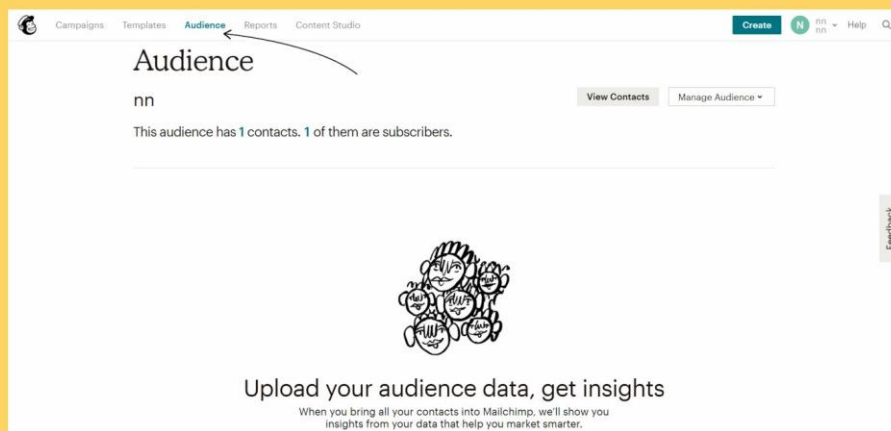 Campaigns Templates Audience Reports Content Studio Create N nn Help
nn
Audience
nn
View Contacts Manage Audience
This audience has 1 contacts. 1 of them are subscribers.
Feedback
Upload your audience data, get insights
When you bring all your contacts into Mailchimp, we'll show you
insights from your data that help you market smarter.